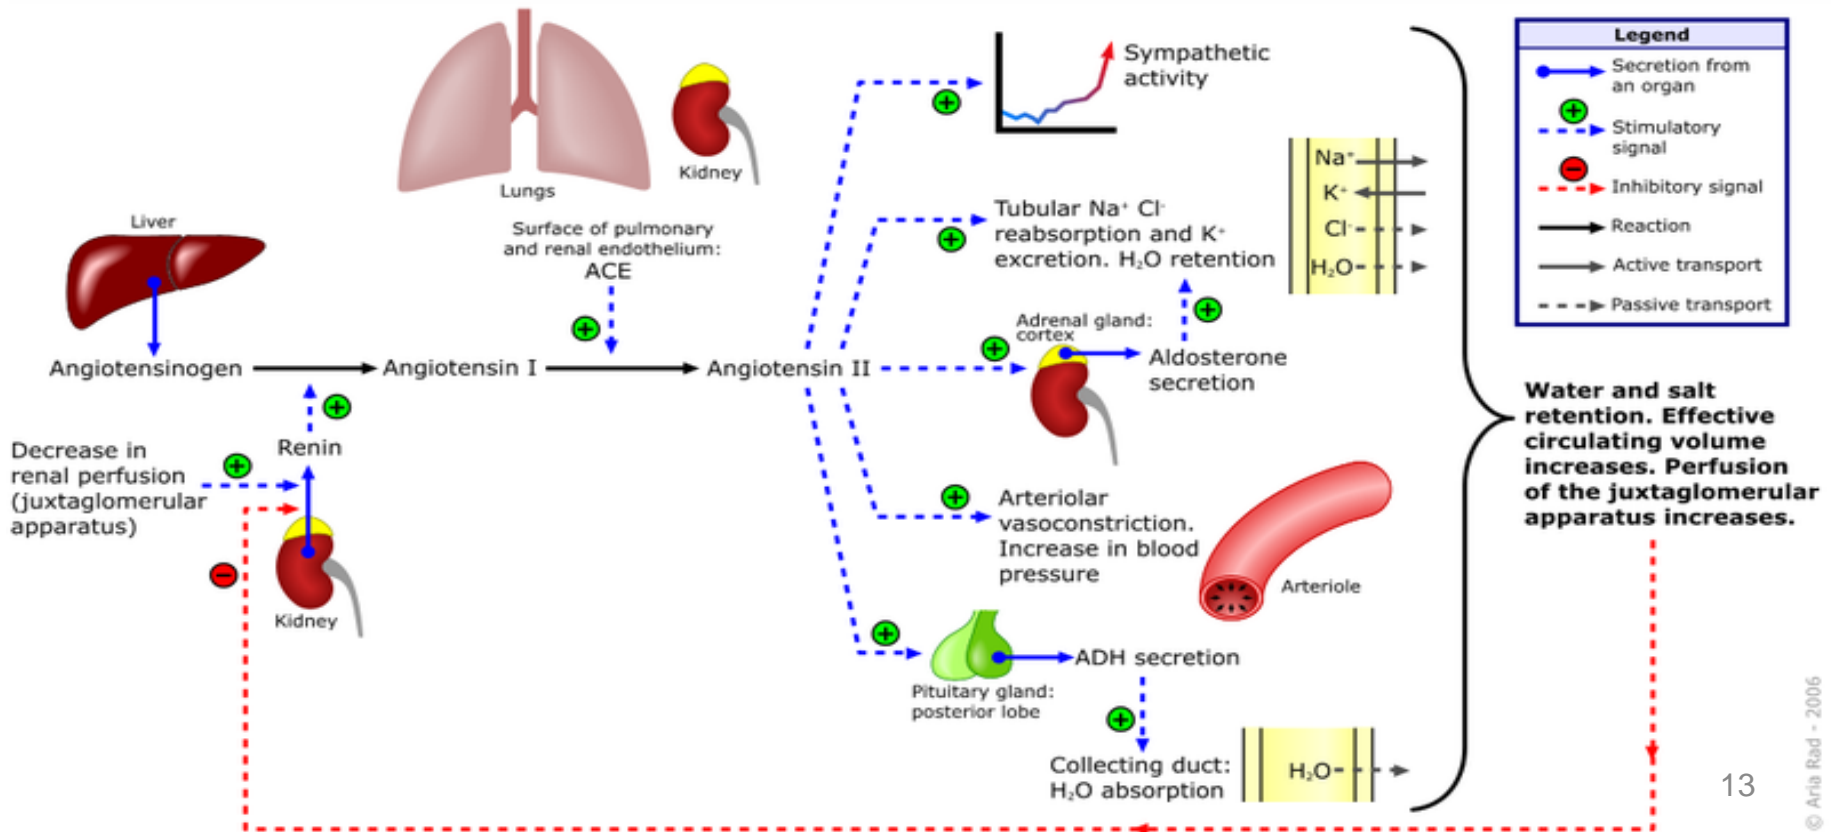 Lungs
Kidney
Liver
Surface of pulmonary
and renal endothelium:
ACE
Angiotensinogen
Angiotensin I
Angiotensin II
Decrease in
renal perfusion
(juxtaglomerular
apparatus)
Renin
Kidney
Sympathetic
activity
Tubular Na⁺ Cl⁻
reabsorption and K⁺
excretion. H₂O retention
Adrenal gland:
cortex
Aldosterone
secretion
Arteriolar
vasoconstriction.
Increase in blood
pressure
Arteriole
Pituitary gland:
posterior lobe
ADH secretion
Collecting duct:
H₂O absorption
Na⁺
K⁺
Cl⁻
H₂O
H₂O
Legend
Secretion from
an organ
Stimulatory
signal
Inhibitory signal
Reaction
Active transport
Passive transport
Water and salt
retention. Effective
circulating volume
increases. Perfusion
of the juxtaglomerular
apparatus increases.
13
© Aria Rad - 2006